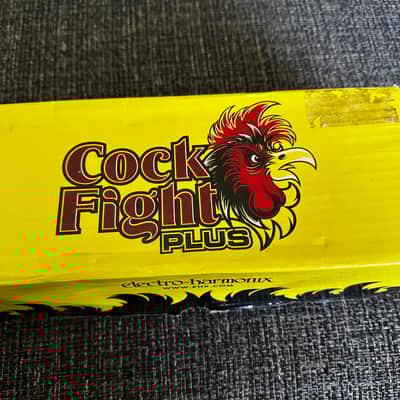 Cock
Fight
PLUS
electro-harmonix
WWW.EHX.COM